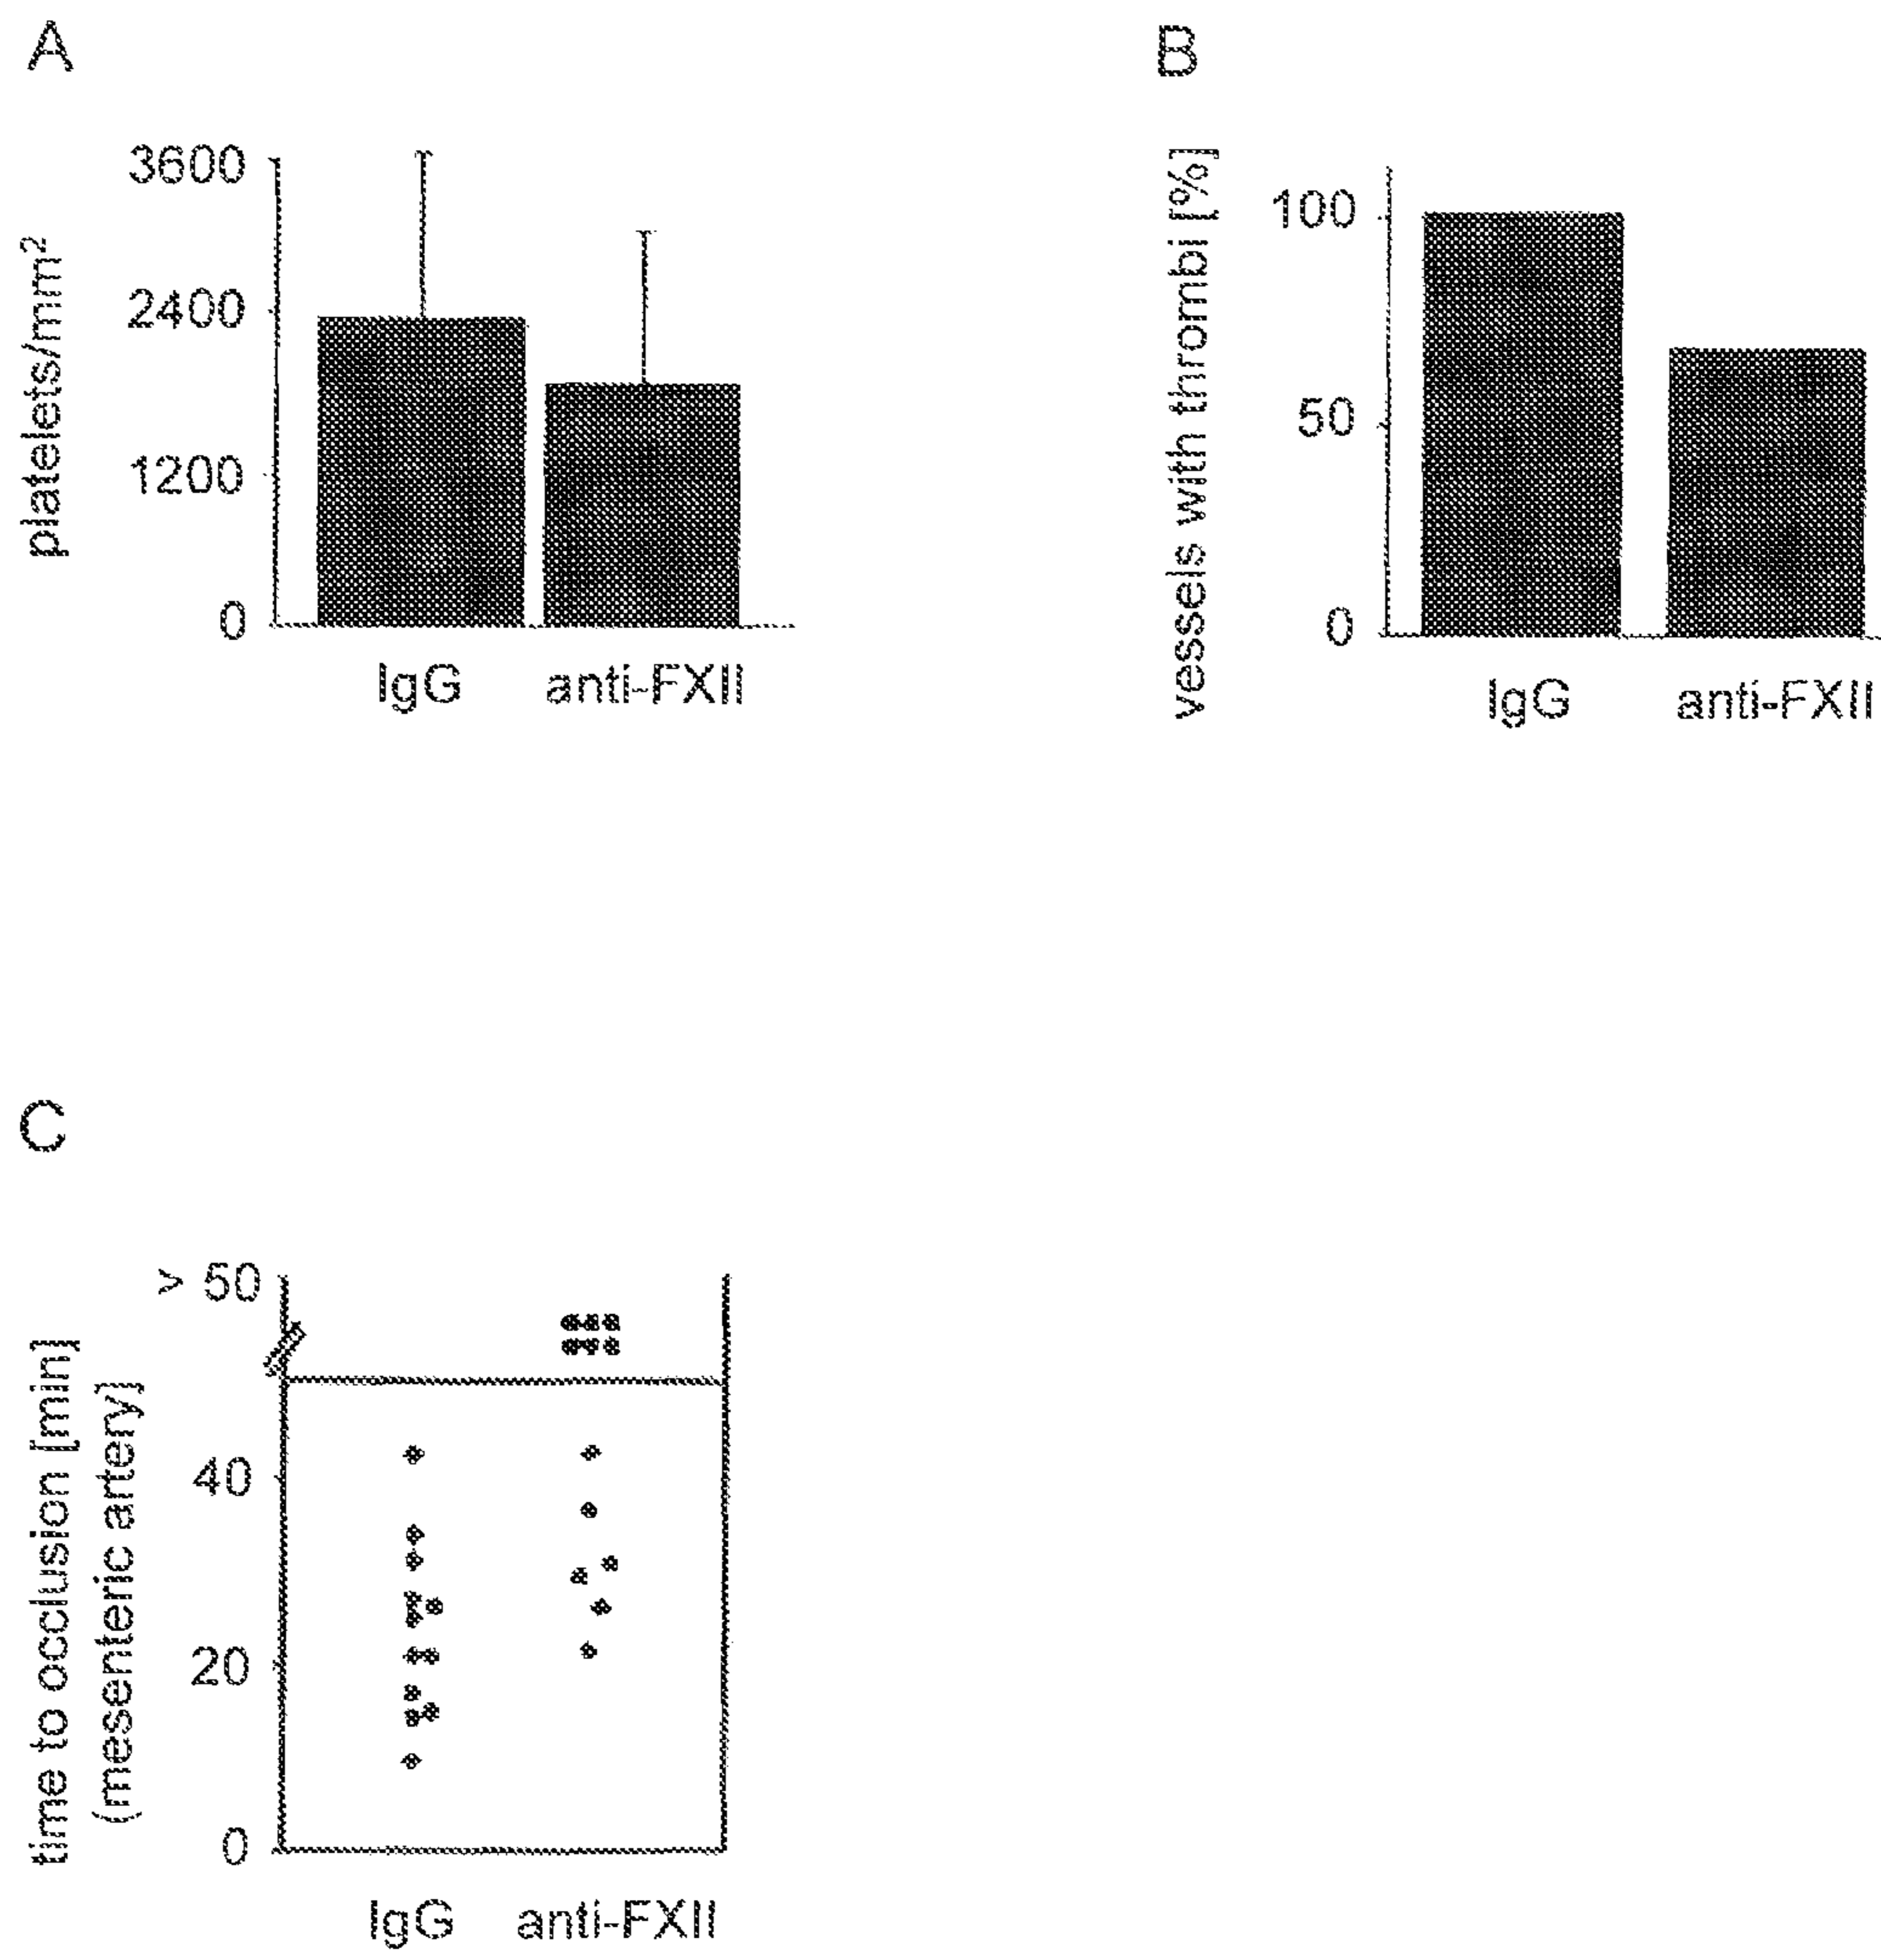 A
platelets/mm²
3600
2400
1200
0
IgG anti-FXII
B
vessels with thrombi [%]
100
50
0
IgG anti-FXII
C
time to occlusion [min]
(mesenteric artery)
> 50
40
20
0
IgG anti-FXII